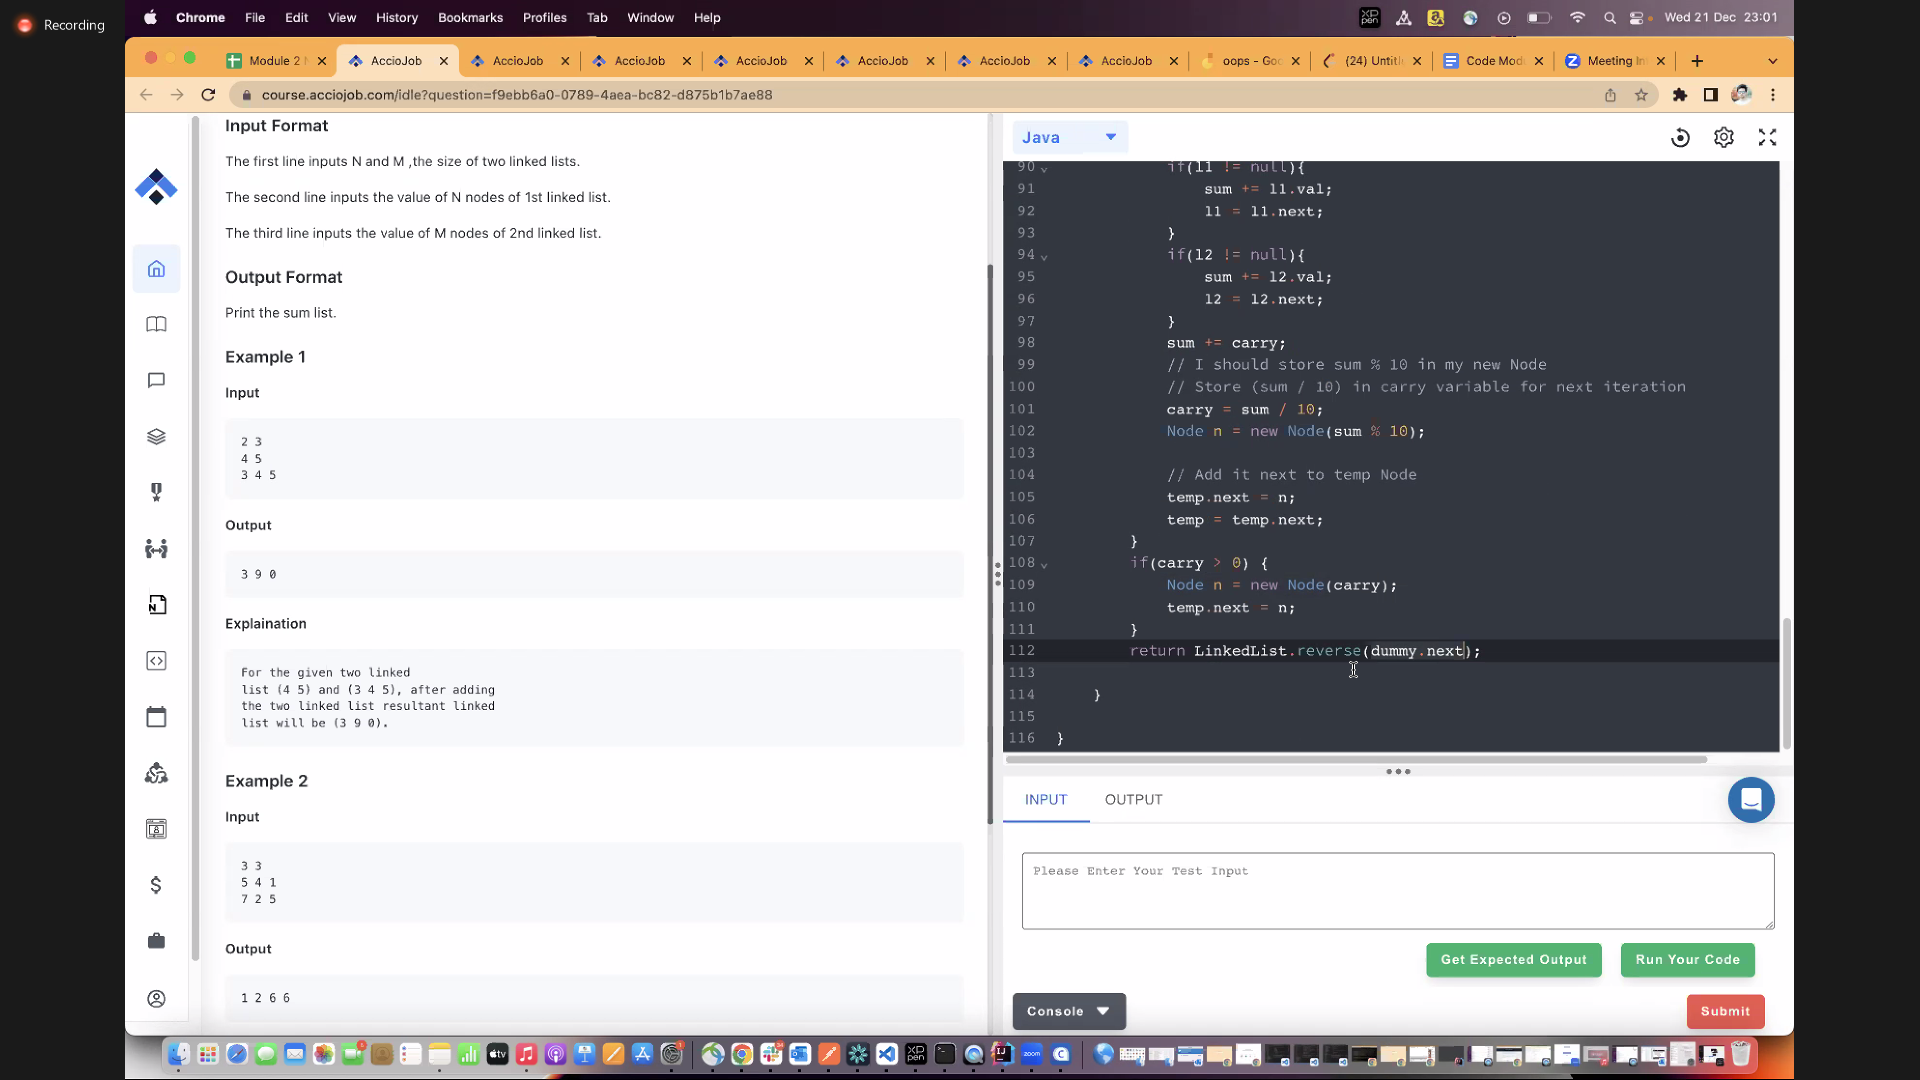 Recording
Chrome File Edit View History Bookmarks Profiles Tab Window Help
Wed 21 Dec 23:01
Module 2
AccioJob
AccioJob
AccioJob
AccioJob
AccioJob
AccioJob
AccioJob
oops - Goo
(24) Untitl
Code Mod
Meeting In
course.acciojob.com/idle?question=f9ebb6a0-0789-4aea-bc82-d875b1b7ae88
Input Format
The first line inputs N and M ,the size of two linked lists.
The second line inputs the value of N nodes of 1st linked list.
The third line inputs the value of M nodes of 2nd linked list.
Output Format
Print the sum list.
Example 1
Input
2 3
4 5
3 4 5
Output
3 9 0
Explaination
For the given two linked
list (4 5) and (3 4 5), after adding
the two linked list resultant linked
list will be (3 9 0).
Example 2
Input
3 3
5 4 1
7 2 5
Output
1 2 6 6
Java
90 if(l1 != null){
91 sum += l1.val;
92 l1 = l1.next;
93 }
94 if(l2 != null){
95 sum += l2.val;
96 l2 = l2.next;
97 }
98 sum += carry;
99 // I should store sum % 10 in my new Node
100 // Store (sum / 10) in carry variable for next iteration
101 carry = sum / 10;
102 Node n = new Node(sum % 10);
103
104 // Add it next to temp Node
105 temp.next = n;
106 temp = temp.next;
107 }
108 if(carry > 0) {
109 Node n = new Node(carry);
110 temp.next = n;
111 }
112 return LinkedList.reverse(dummy.next);
113
114 }
115
116 }
INPUT OUTPUT
Please Enter Your Test Input
Get Expected Output Run Your Code
Console Submit